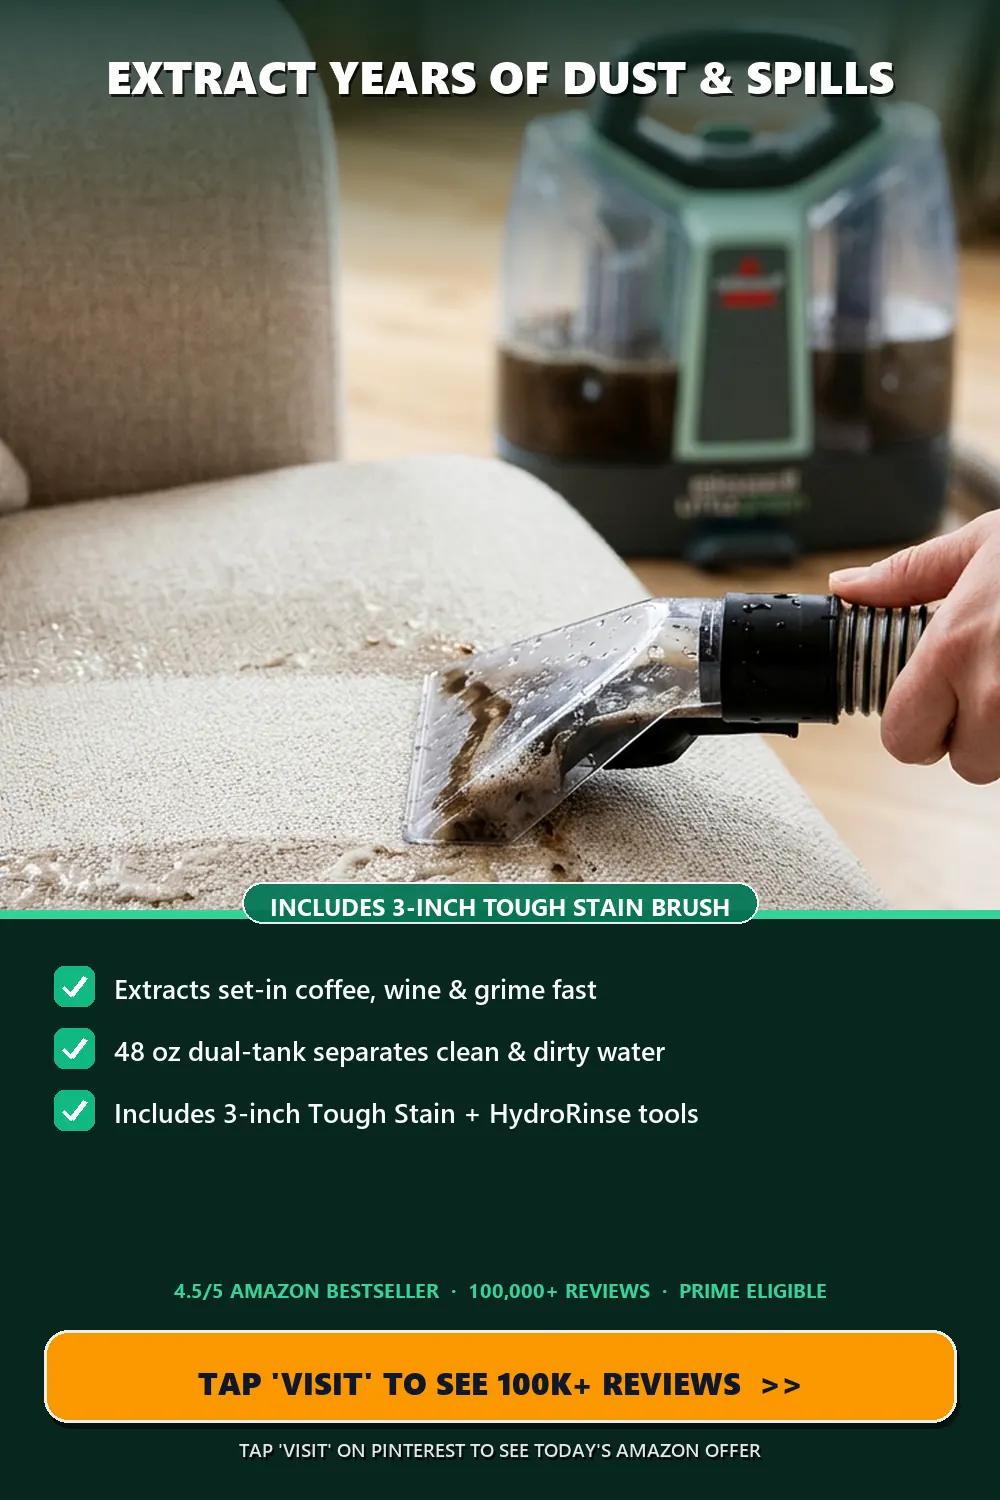 EXTRACT YEARS OF DUST & SPILLS
INCLUDES 3-INCH TOUGH STAIN BRUSH
Extracts set-in coffee, wine & grime fast
48 oz dual-tank separates clean & dirty water
Includes 3-inch Tough Stain + HydroRinse tools
4.5/5 AMAZON BESTSELLER · 100,000+ REVIEWS · PRIME ELIGIBLE
TAP 'VISIT' TO SEE 100K+ REVIEWS >>
TAP 'VISIT' ON PINTEREST TO SEE TODAY'S AMAZON OFFER